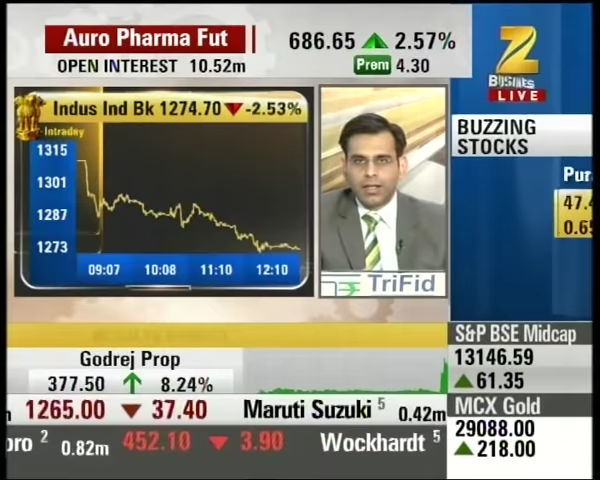 Auro Pharma Fut
OPEN INTEREST 10.52m
686.65 2.57%
Prem 4.30
LIVE
Indus Ind Bk 1274.70 -2.53%
Intraday
1315
1301
1287
1273
09:07 10:08 11:10 12:10
TriFid
BUZZING
STOCKS
Godrej Prop
377.50 8.24%
S&P BSE Midcap
13146.59
61.35
MCX Gold
29088.00
218.00
1265.00 37.40 Maruti Suzuki 5 0.42m
2 0.82m 452.10 3.90 Wockhardt 5